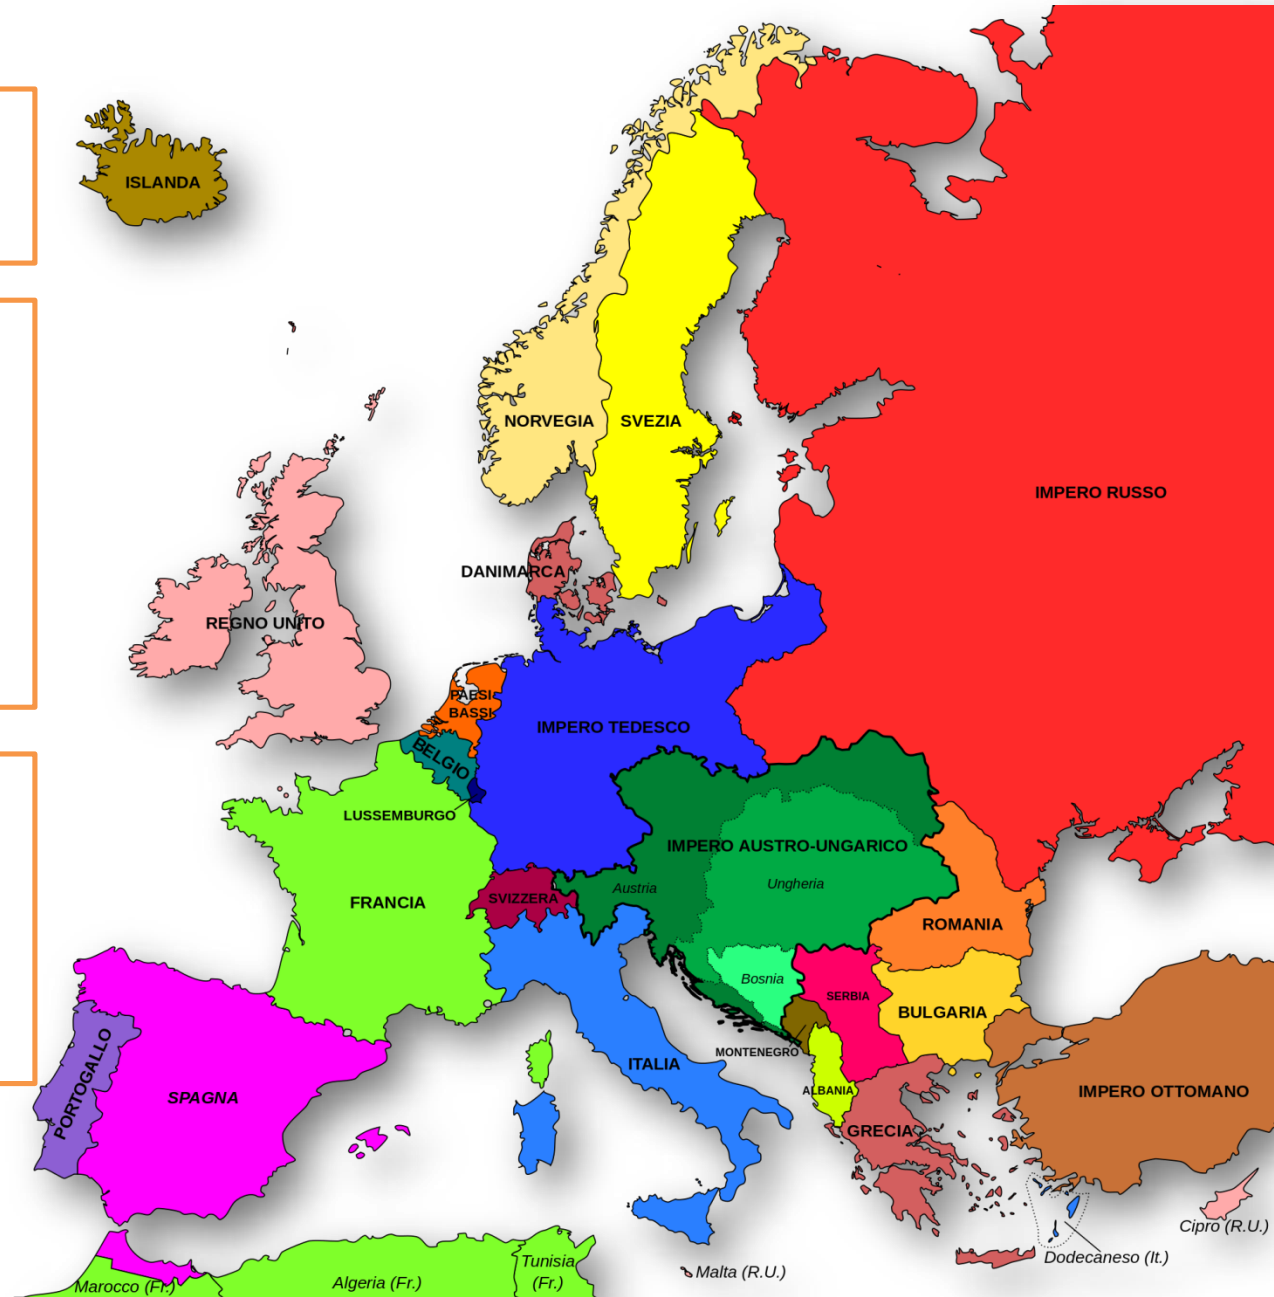 ISLANDA
NORVEGIA
SVEZIA
IMPERO RUSSO
DANIMARCA
REGNO UNITO
PAESI
BASSI
IMPERO TEDESCO
BELGIO
LUSSEMBURGO
IMPERO AUSTRO-UNGARICO
Austria
Ungheria
FRANCIA
SVIZZERA
ROMANIA
Bosnia
SERBIA
BULGARIA
MONTENEGRO
ITALIA
ALBANIA
IMPERO OTTOMANO
PORTOGALLO
SPAGNA
GRECIA
Cipro (R.U.)
Dodecaneso (It.)
Malta (R.U.)
Marocco (Fr.)
Algeria (Fr.)
Tunisia
(Fr.)